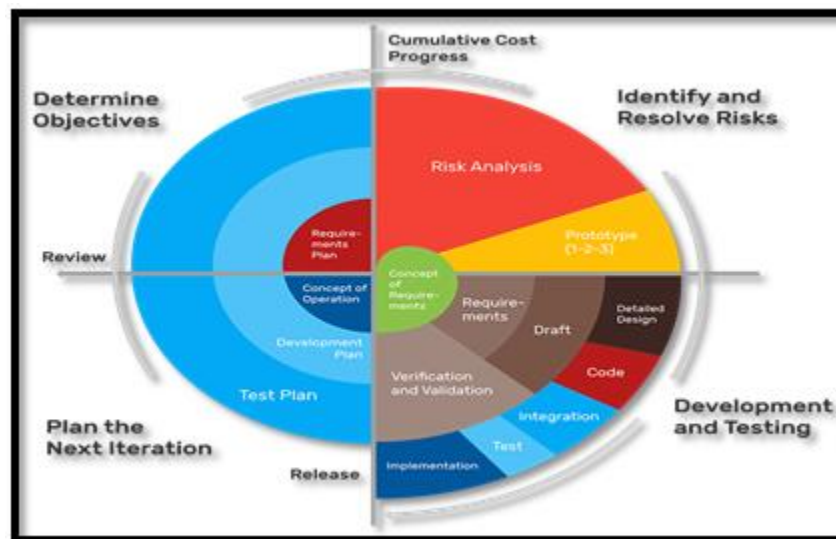 Cumulative Cost
Progress
Determine
Objectives
Identify and
Resolve Risks
Risk Analysis
Prototype
(1-2-3)
Require-
ments
Plan
Review
Concept of
Operation
Concept
of
Require-
ments
Require-
ments
Draft
Detailed
Design
Development
Plan
Verification
and Validation
Code
Test Plan
Integration
Test
Implementation
Plan the
Next Iteration
Development
and Testing
Release